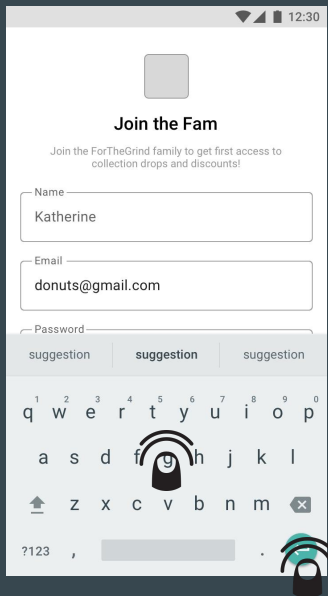 12:30
Join the Fam
Join the ForTheGrind family to get first access to
collection drops and discounts!
Name
Katherine
Email
donuts@gmail.com
Password
suggestion suggestion suggestion
1 2 3 4 5 6 7 8 9 0
q w e r t y u i o p
a s d f g h j k l
z x c v b n m
?123 , .